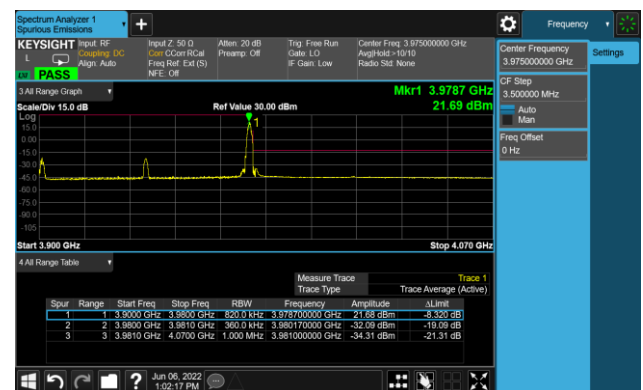 Spectrum Analyzer 1
Spurious Emissions
+
Frequency
KEYSIGHT
L
PASS
Input: RF
Coupling: DC
Align: Auto
Input Z: 50 Ω
Corr CCorr RCal
Freq Ref: Ext (S)
NFE: Off
Atten: 20 dB
Preamp: Off
Trig: Free Run
Gate: LO
IF Gain: Low
Center Freq: 3.975000000 GHz
Avg|Hold:>10/10
Radio Std: None
Center Frequency
3.975000000 GHz
Settings
CF Step
3.500000 MHz
Auto
Man
Freq Offset
0 Hz
3 All Range Graph
Mkr1 3.9787 GHz
Scale/Div 15.0 dB
Ref Value 30.00 dBm
21.69 dBm
Log
1
15.0
0.00
-15.0
-30.0
-45.0
-60.0
-75.0
-90.0
-105
Start 3.900 GHz
Stop 4.070 GHz
4 All Range Table
Measure Trace Trace 1
Trace Type Trace Average (Active)
Spur Range Start Freq Stop Freq RBW Frequency Amplitude ΔLimit
1 1 3.9000 GHz 3.9800 GHz 820.0 kHz 3.978700000 GHz 21.68 dBm -8.320 dB
2 2 3.9800 GHz 3.9810 GHz 360.0 kHz 3.980170000 GHz -32.09 dBm -19.09 dB
3 3 3.9810 GHz 4.0700 GHz 1.000 MHz 3.981000000 GHz -34.31 dBm -21.31 dB
?
Jun 06, 2022
1:02:17 PM